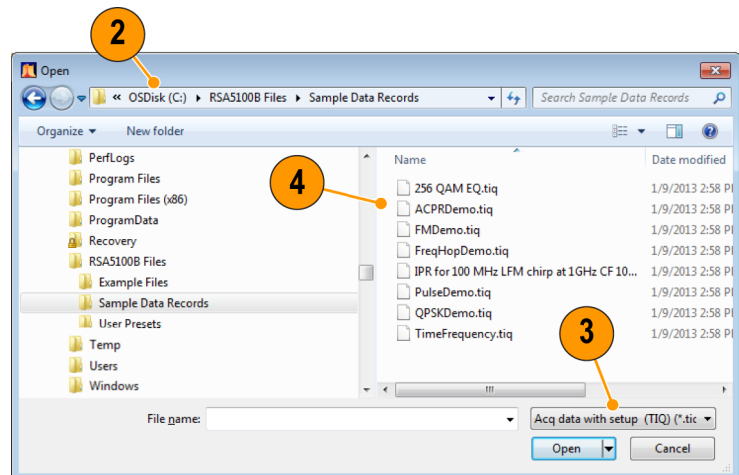 2
Open
« OSDisk (C:) RSA5100B Files Sample Data Records Search Sample Data Records
Organize New folder
PerfLogs
Program Files
Program Files (x86)
ProgramData
Recovery
RSA5100B Files
Example Files
Sample Data Records
User Presets
Temp
Users
Windows
4
Name Date modified
256 QAM EQ.tiq 1/9/2013 2:58 P
ACPRDemo.tiq 1/9/2013 2:58 P
FMDemo.tiq 1/9/2013 2:58 P
FreqHopDemo.tiq 1/9/2013 2:58 P
IPR for 100 MHz LFM chirp at 1GHz CF 10... 1/9/2013 2:58 P
PulseDemo.tiq 1/9/2013 2:58 P
QPSKDemo.tiq 1/9/2013 2:58 P
TimeFrequency.tiq 1/9/2013 2:58 P
3
File name: Acq data with setup (TIQ) (*.tic
Open Cancel